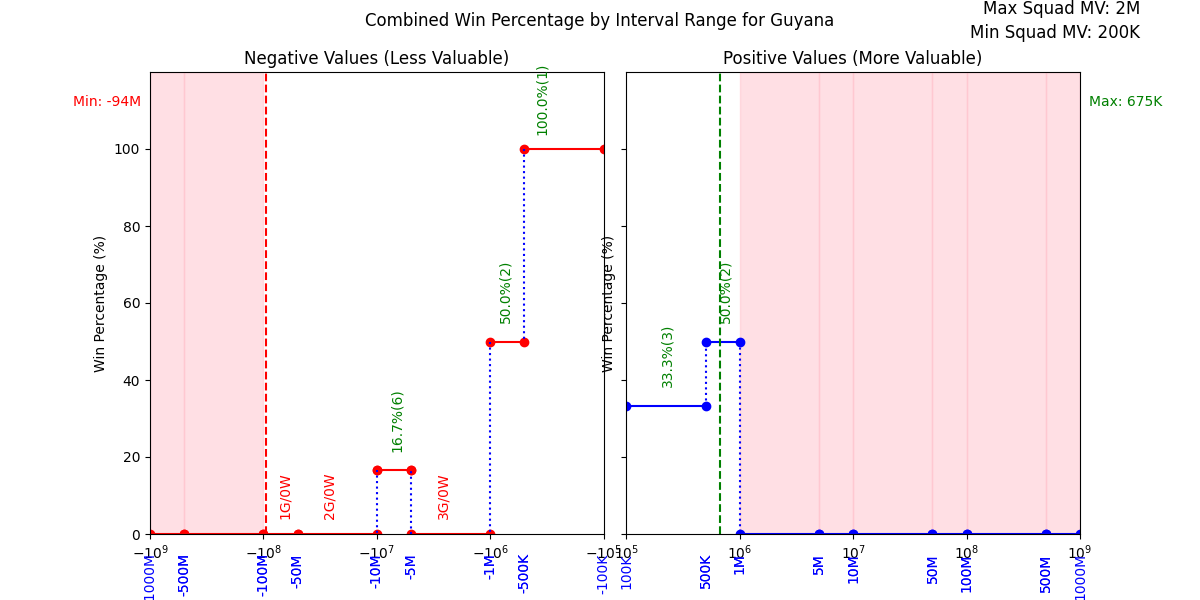 Combined Win Percentage by Interval Range for Guyana
Max Squad MV: 2M
Min Squad MV: 200K
Negative Values (Less Valuable)
Positive Values (More Valuable)
Min: -94M
Max: 675K
Win Percentage (%)
100
80
60
40
20
0
1G/0W
2G/0W
16.7%(6)
3G/0W
50.0%(2)
100.0%(1)
−10⁹
−10⁸
−10⁷
−10⁶
−10⁵
1000M
-500M
-100M
-50M
-10M
-5M
-1M
-500K
-100K
Win Percentage (%)
33.3%(3)
50.0%(2)
10⁵
10⁶
10⁷
10⁸
10⁹
100K
500K
1M
5M
10M
50M
100M
500M
1000M